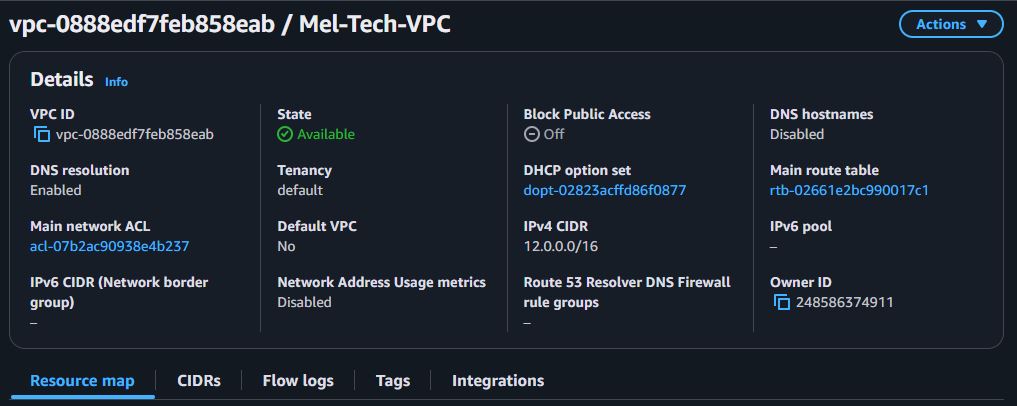 vpc-0888edf7feb858eab / Mel-Tech-VPC
Actions
Details Info
VPC ID
vpc-0888edf7feb858eab
State
Available
Block Public Access
Off
DNS hostnames
Disabled
DNS resolution
Enabled
Tenancy
default
DHCP option set
dopt-02823acffd86f0877
Main route table
rtb-02661e2bc990017c1
Main network ACL
acl-07b2ac90938e4b237
Default VPC
No
IPv4 CIDR
12.0.0.0/16
IPv6 pool
–
IPv6 CIDR (Network border
group)
–
Network Address Usage metrics
Disabled
Route 53 Resolver DNS Firewall
rule groups
–
Owner ID
248586374911
Resource map
CIDRs
Flow logs
Tags
Integrations